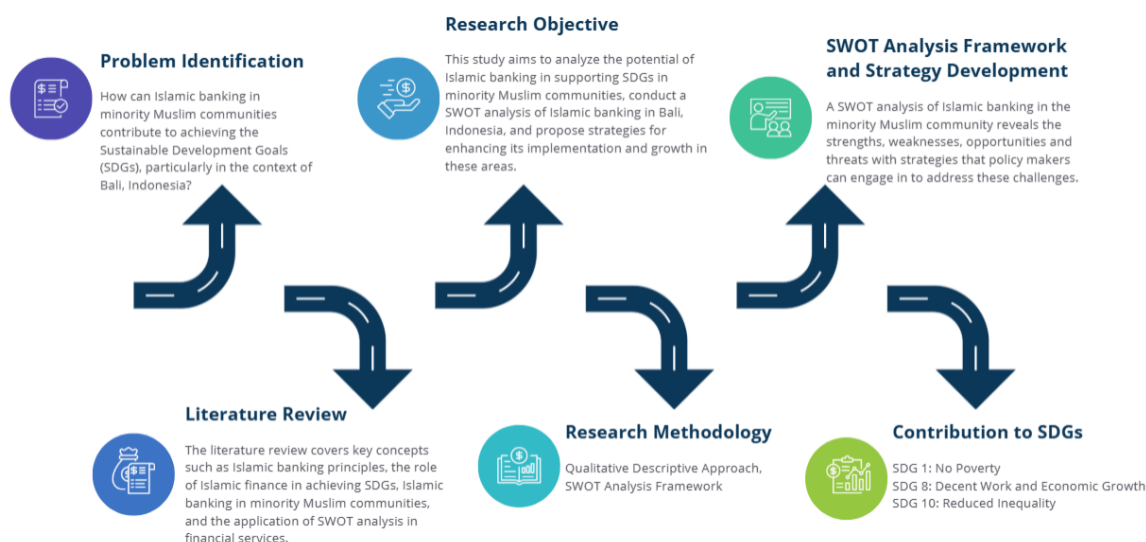 Problem Identification
How can Islamic banking in
minority Muslim communities
contribute to achieving the
Sustainable Development Goals
(SDGs), particularly in the context of
Bali, Indonesia?
Literature Review
The literature review covers key concepts
such as Islamic banking principles, the role
of Islamic finance in achieving SDGs, Islamic
banking in minority Muslim communities,
and the application of SWOT analysis in
financial services.
Research Objective
This study aims to analyze the potential of
Islamic banking in supporting SDGs in
minority Muslim communities, conduct a
SWOT analysis of Islamic banking in Bali,
Indonesia, and propose strategies for
enhancing its implementation and growth in
these areas.
Research Methodology
Qualitative Descriptive Approach,
SWOT Analysis Framework
SWOT Analysis Framework
and Strategy Development
A SWOT analysis of Islamic banking in the
minority Muslim community reveals the
strengths, weaknesses, opportunities and
threats with strategies that policy makers
can engage in to address these challenges.
Contribution to SDGs
SDG 1: No Poverty
SDG 8: Decent Work and Economic Growth
SDG 10: Reduced Inequality